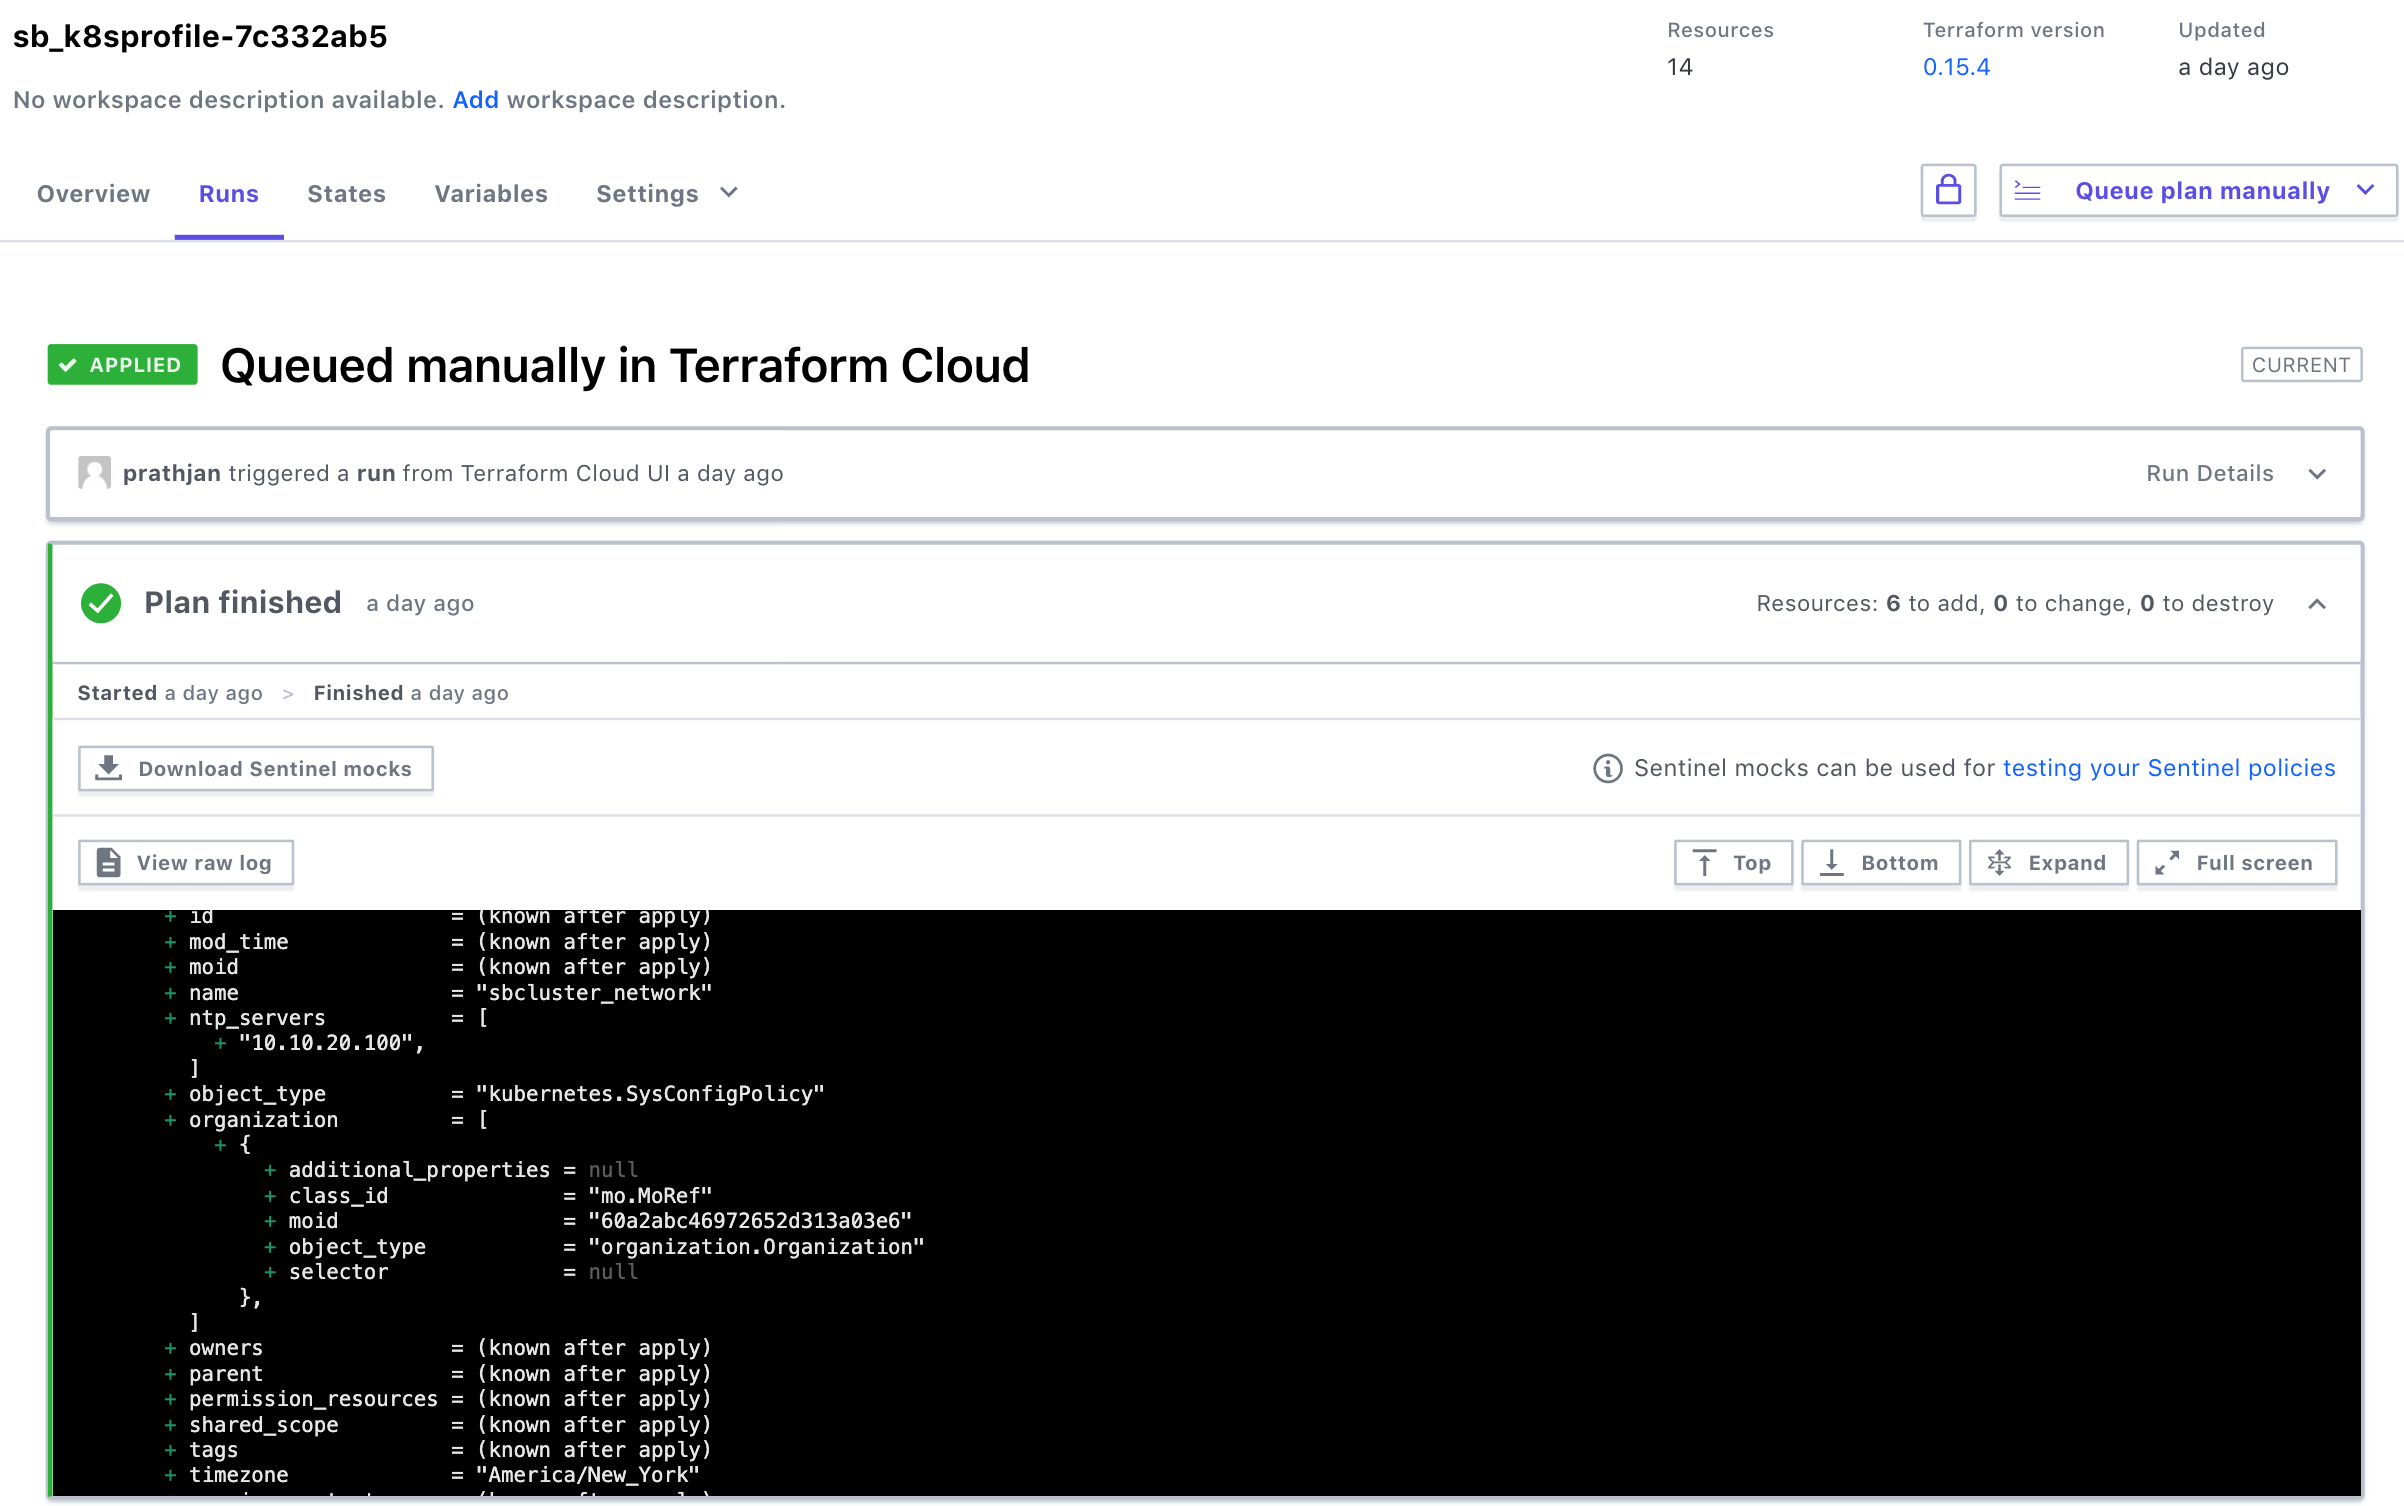 sb_k8sprofile-7c332ab5
Resources
14
Terraform version
0.15.4
Updated
a day ago
No workspace description available. Add workspace description.
Overview Runs States Variables Settings
Queue plan manually
APPLIED Queued manually in Terraform Cloud
CURRENT
prathjan triggered a run from Terraform Cloud UI a day ago
Run Details
Plan finished a day ago
Resources: 6 to add, 0 to change, 0 to destroy
Started a day ago > Finished a day ago
Download Sentinel mocks
Sentinel mocks can be used for testing your Sentinel policies
View raw log
Top Bottom Expand Full screen
+ id = (known after apply)
+ mod_time = (known after apply)
+ moid = (known after apply)
+ name = "sbcluster_network"
+ ntp_servers = [
+ "10.10.20.100",
]
+ object_type = "kubernetes.SysConfigPolicy"
+ organization = [
+ {
+ additional_properties = null
+ class_id = "mo.MoRef"
+ moid = "60a2abc46972652d313a03e6"
+ object_type = "organization.Organization"
+ selector = null
},
]
+ owners = (known after apply)
+ parent = (known after apply)
+ permission_resources = (known after apply)
+ shared_scope = (known after apply)
+ tags = (known after apply)
+ timezone = "America/New_York"